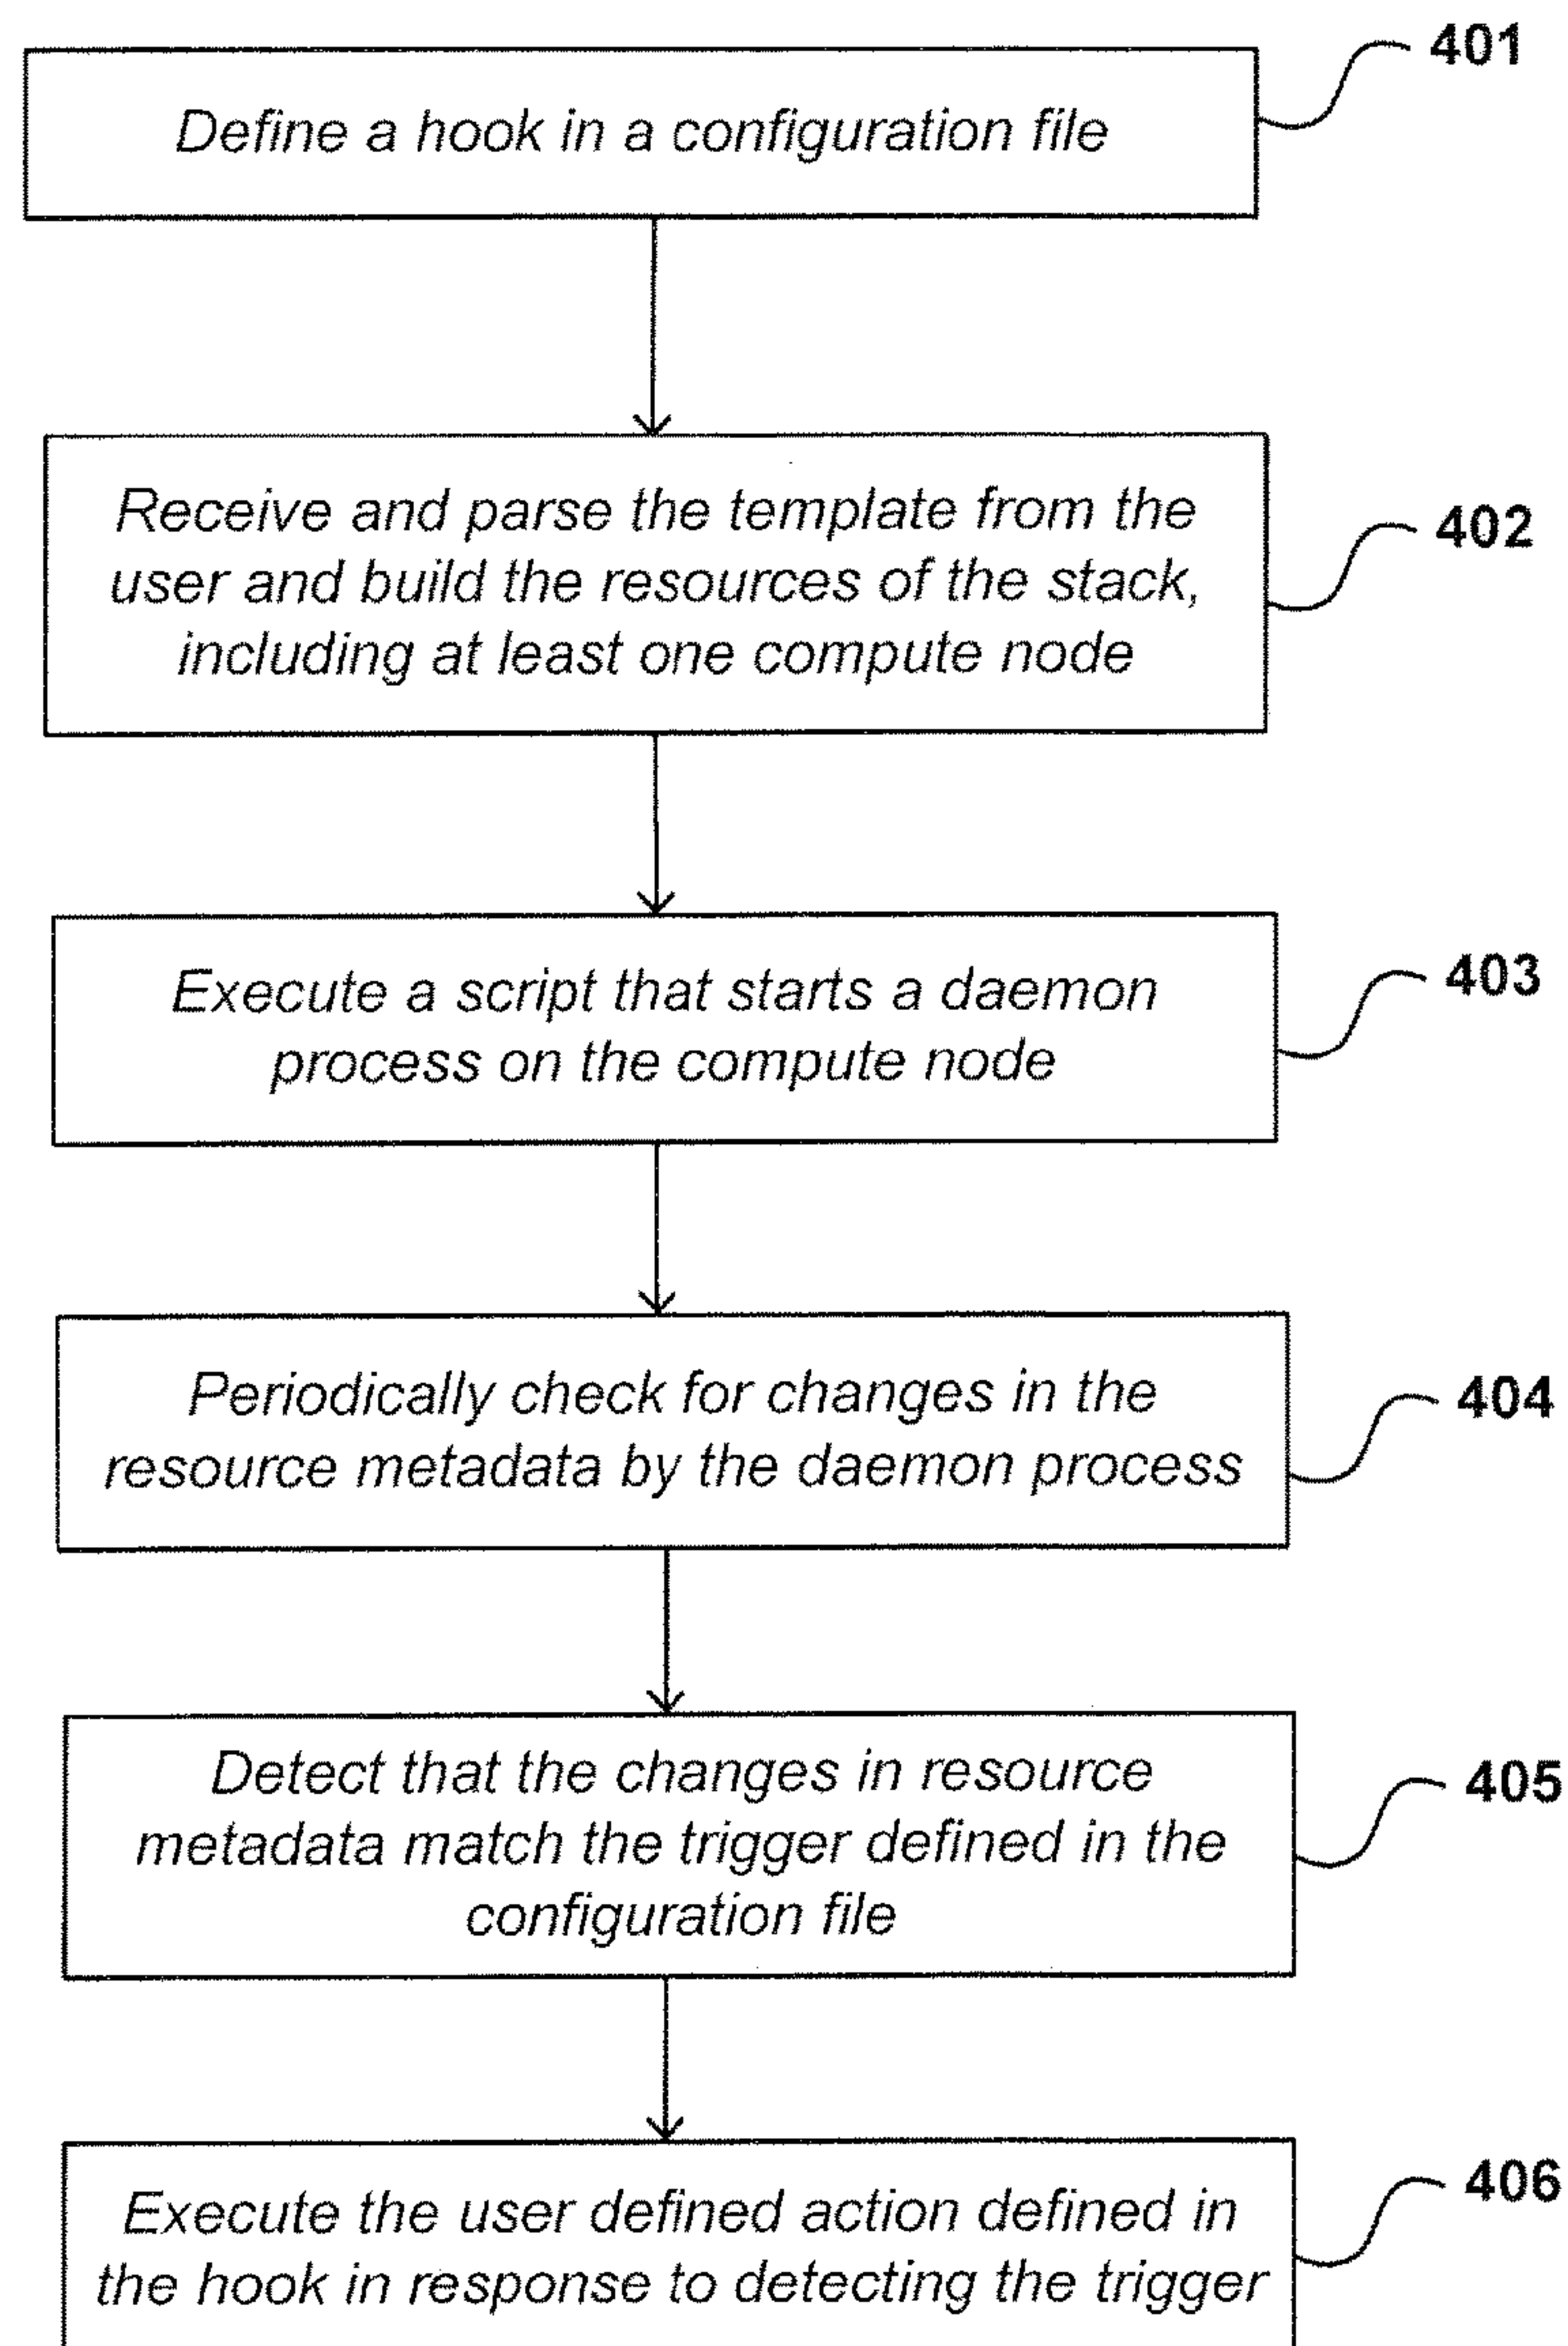 401
Define a hook in a configuration file
Receive and parse the template from the
user and build the resources of the stack,
including at least one compute node
402
Execute a script that starts a daemon
process on the compute node
403
Periodically check for changes in the
resource metadata by the daemon process
404
Detect that the changes in resource
metadata match the trigger defined in the
configuration file
405
Execute the user defined action defined in
the hook in response to detecting the trigger
406